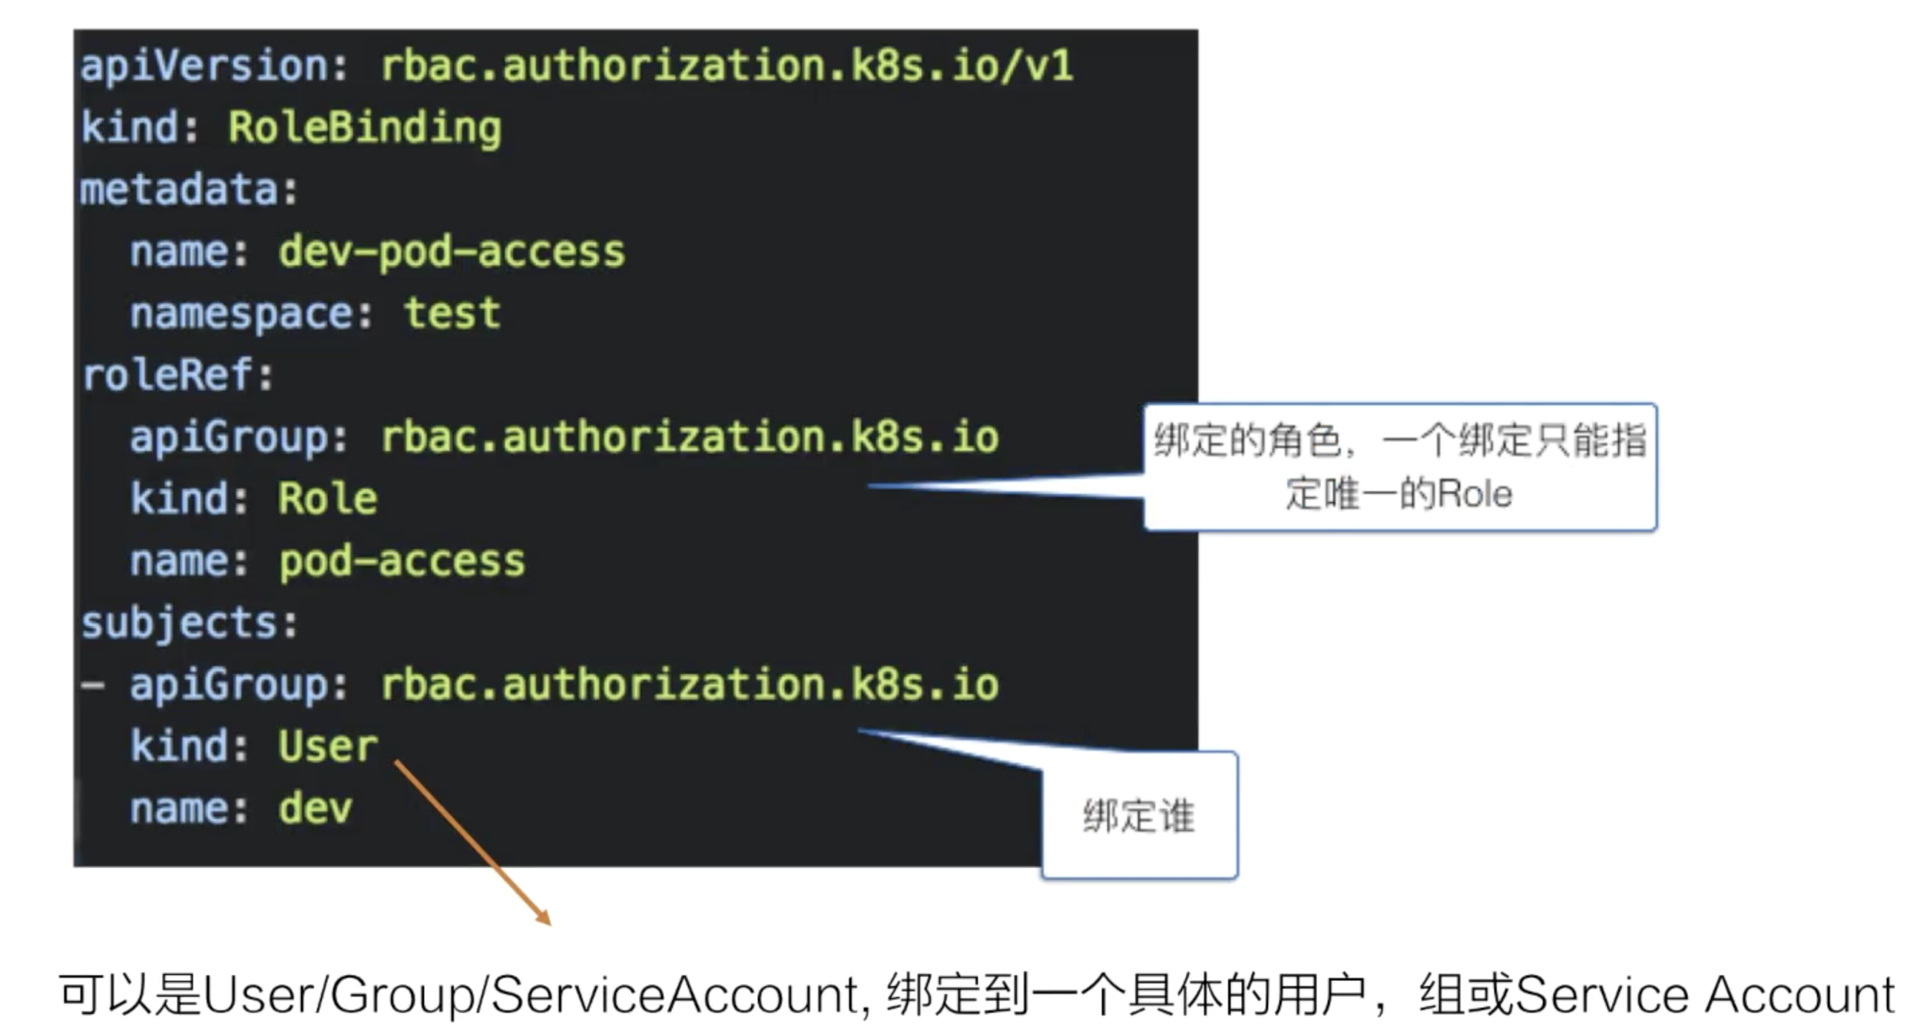 apiVersion: rbac.authorization.k8s.io/v1
kind: RoleBinding
metadata:
  name: dev-pod-access
  namespace: test
roleRef:
  apiGroup: rbac.authorization.k8s.io
  kind: Role
  name: pod-access
subjects:
- apiGroup: rbac.authorization.k8s.io
  kind: User
  name: dev
绑定的角色，一个绑定只能指
定唯一的Role
绑定谁
可以是User/Group/ServiceAccount, 绑定到一个具体的用户，组或Service Account